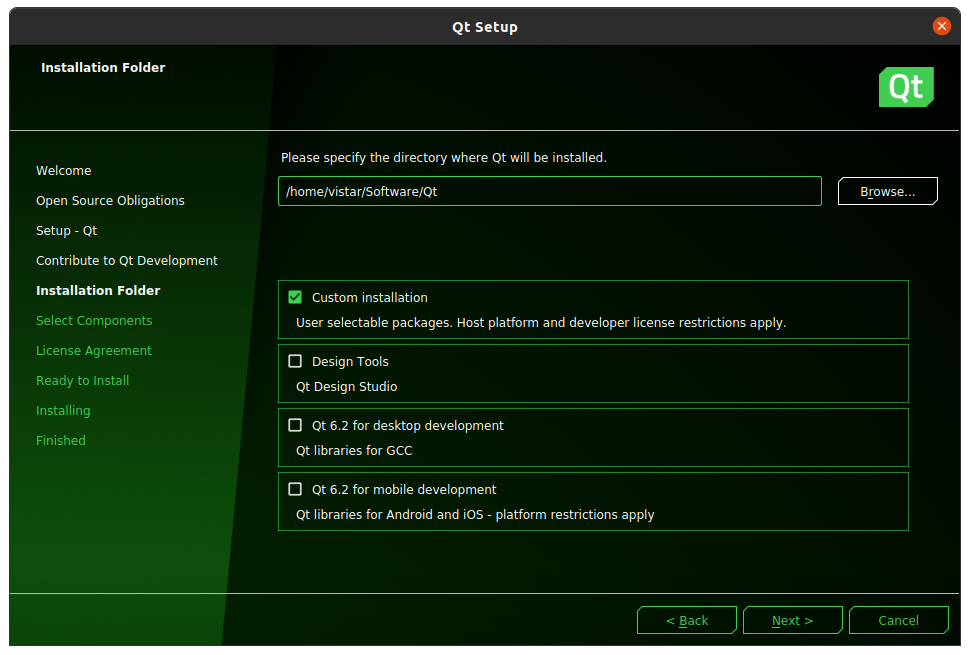 Qt Setup
Installation Folder
Qt
Welcome
Open Source Obligations
Setup - Qt
Contribute to Qt Development
Installation Folder
Select Components
License Agreement
Ready to Install
Installing
Finished
Please specify the directory where Qt will be installed.
/home/vistar/Software/Qt
Browse...
Custom installation
User selectable packages. Host platform and developer license restrictions apply.
Design Tools
Qt Design Studio
Qt 6.2 for desktop development
Qt libraries for GCC
Qt 6.2 for mobile development
Qt libraries for Android and iOS - platform restrictions apply
< Back
Next >
Cancel